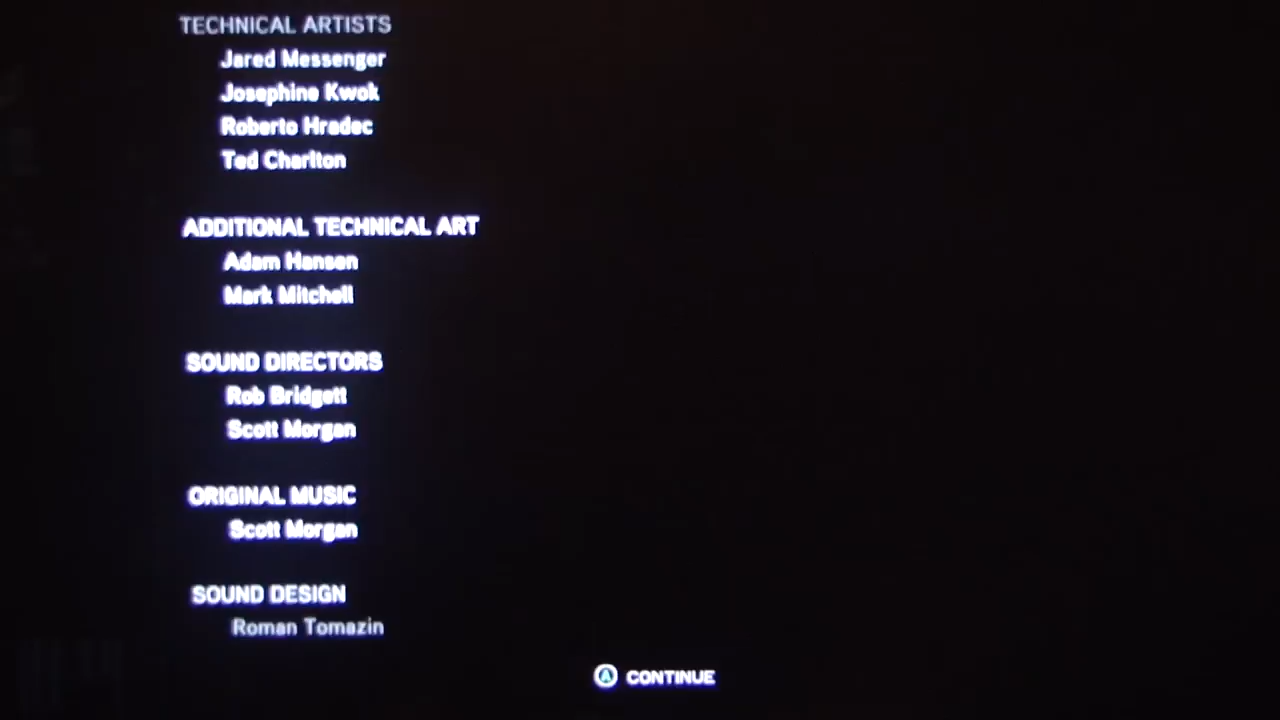 TECHNICAL ARTISTS
Jared Messenger
Josephine Kwok
Roberto Hradec
Ted Charlton
ADDITIONAL TECHNICAL ART
Adam Hansen
Mark Mitchell
SOUND DIRECTORS
Rob Bridgett
Scott Morgan
ORIGINAL MUSIC
Scott Morgan
SOUND DESIGN
Roman Tomazin
A CONTINUE